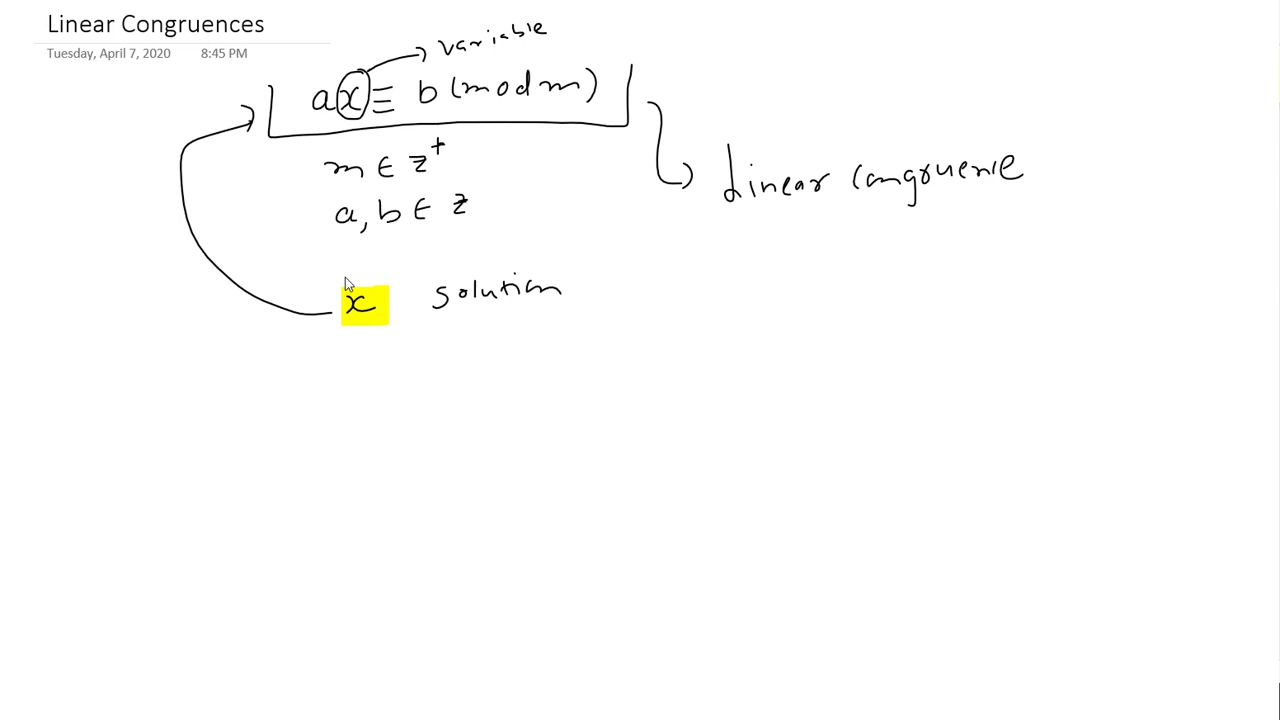 Linear Congruences
Tuesday, April 7, 2020 8:45 PM
variable
ax ≡ b (mod m)
m ∈ Z⁺
Linear congruence
a, b ∈ Z
x solution